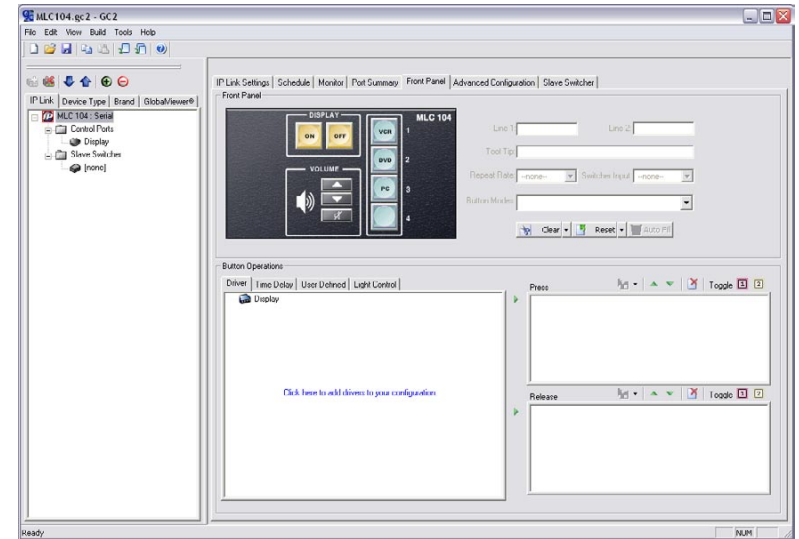 MLC104.gc2 - GC2
File Edit View Build Tools Help
IP Link Device Type Brand GlobalViewer®
MLC 104 : Serial
Control Ports
Display
Slave Switcher
[none]
IP Link Settings Schedule Monitor Port Summary Front Panel Advanced Configuration Slave Switcher
Front Panel
DISPLAY
ON OFF
VOLUME
MLC 104
VCR 1
DVD 2
PC 3
4
Line 1: Line 2:
Tool Tip:
Repeat Rate: --none-- Switcher Input: --none--
Button Modes:
Clear Reset Auto Fill
Button Operations
Driver Time Delay User Defined Light Control
Display
Click here to add drivers to your configuration.
Press Toggle 1 2
Release Toggle 1 2
Ready NUM